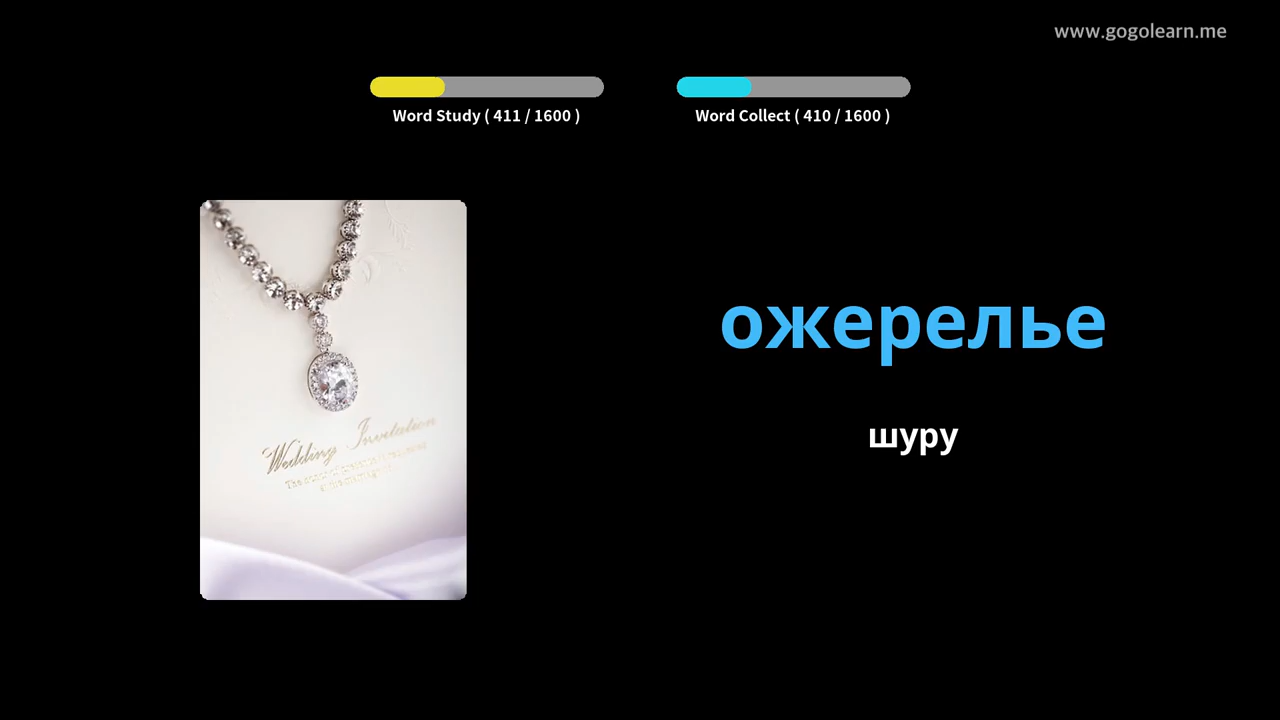 www.gogolearn.me
Word Study ( 411 / 1600 )
Word Collect ( 410 / 1600 )
ожерелье
шуру
Wedding Invitation